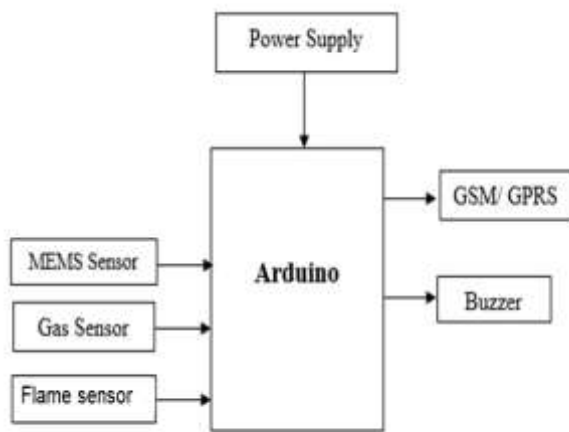 Power Supply
GSM/ GPRS
MEMS Sensor
Arduino
Gas Sensor
Buzzer
Flame sensor